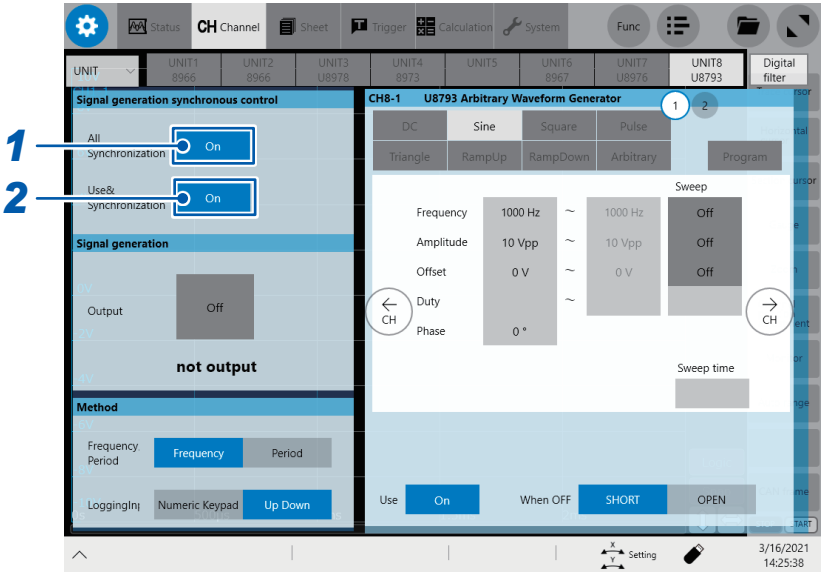 Status CH Channel Sheet Trigger Calculation System Func
UNIT UNIT1 UNIT2 UNIT3 UNIT4 UNIT5 UNIT6 UNIT7 UNIT8 Digital
8966 8966 U8978 8973 8967 U8976 U8793 filter
Signal generation synchronous control
CH8-1 U8793 Arbitrary Waveform Generator 1 2
DC Sine Square Pulse
Triangle RampUp RampDown Arbitrary Program
1
All
Synchronization
On
2
Use&
Synchronization
On
Sweep
Frequency 1000 Hz ~ 1000 Hz Off
Amplitude 10 Vpp ~ 10 Vpp Off
Offset 0 V ~ 0 V Off
Duty ~
Phase 0 °
Sweep time
← CH
→ CH
Signal generation
Output Off
not output
Method
Frequency
Period
Frequency Period
LoggingIn
Numeric Keypad Up Down
Use On When OFF SHORT OPEN
X
Y
Setting
3/16/2021
14:25:38